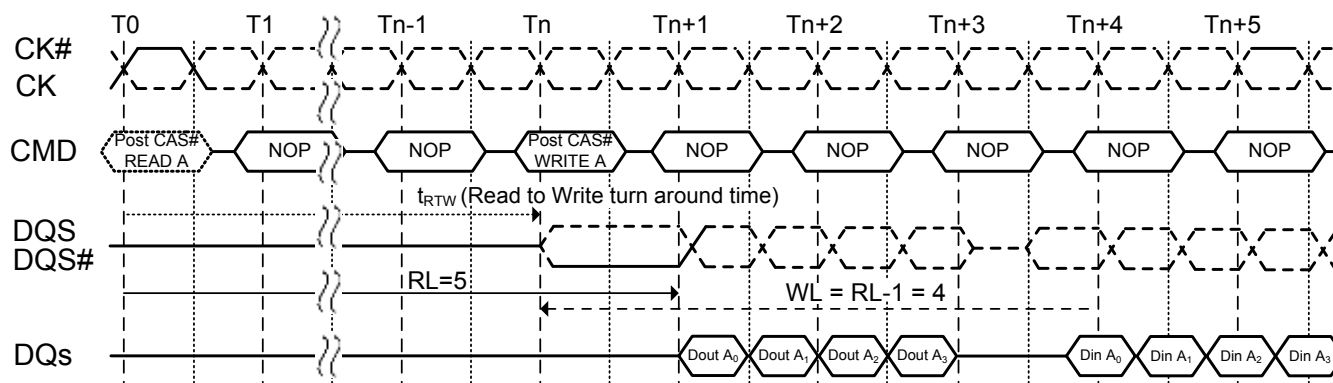 T0 T1 Tn-1 Tn Tn+1 Tn+2 Tn+3 Tn+4 Tn+5
CK#
CK
CMD
Post CAS#
READ A
NOP
NOP
Post CAS#
WRITE A
NOP
NOP
NOP
NOP
NOP
tRTW (Read to Write turn around time)
DQS
DQS#
RL=5
WL = RL-1 = 4
DQs
Dout A0 Dout A1 Dout A2 Dout A3 Din A0 Din A1 Din A2 Din A3